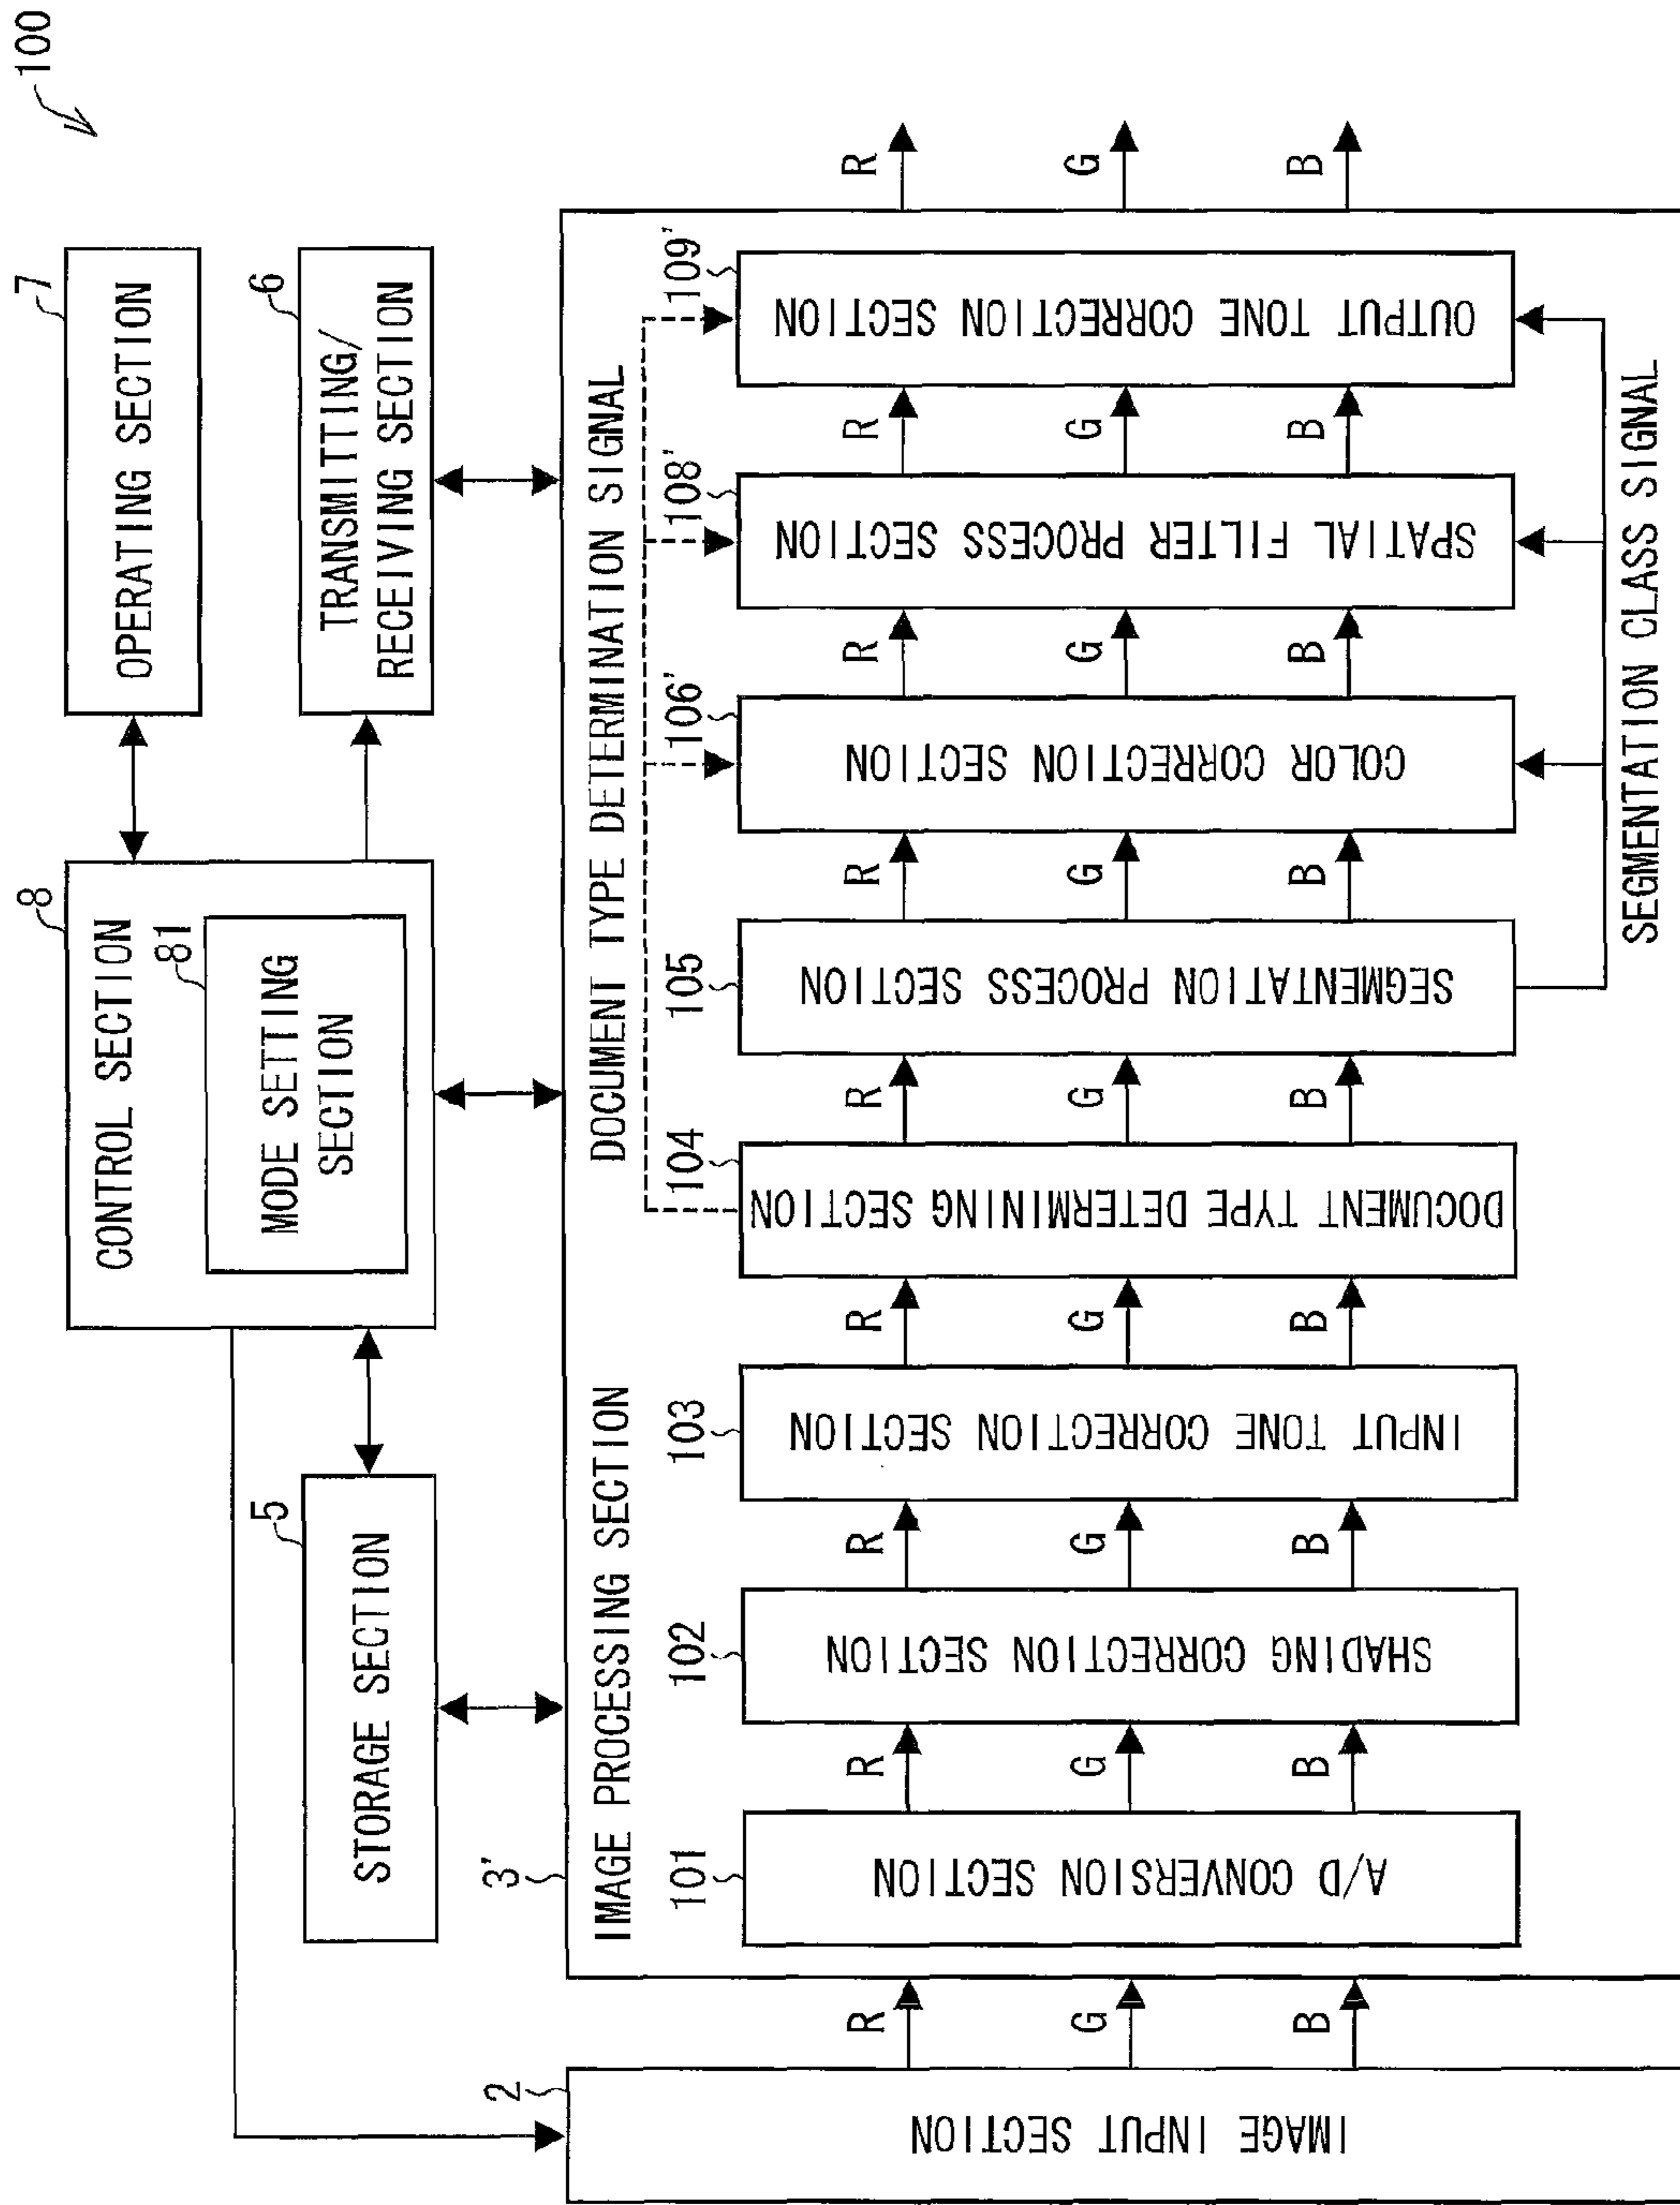 100
7
OPERATING SECTION
6
TRANSMITTING/
RECEIVING SECTION
8
CONTROL SECTION
81
MODE SETTING
SECTION
5
STORAGE SECTION
3'
IMAGE PROCESSING SECTION
DOCUMENT TYPE DETERMINATION SIGNAL
2
IMAGE INPUT SECTION
R
G
B
101
A/D CONVERSION SECTION
R
G
B
102
SHADING CORRECTION SECTION
R
G
B
103
INPUT TONE CORRECTION SECTION
R
G
B
104
DOCUMENT TYPE DETERMINING SECTION
R
G
B
105
SEGMENTATION PROCESS SECTION
R
G
B
106'
COLOR CORRECTION SECTION
R
G
B
108'
SPATIAL FILTER PROCESS SECTION
R
G
B
109'
OUTPUT TONE CORRECTION SECTION
R
G
B
SEGMENTATION CLASS SIGNAL